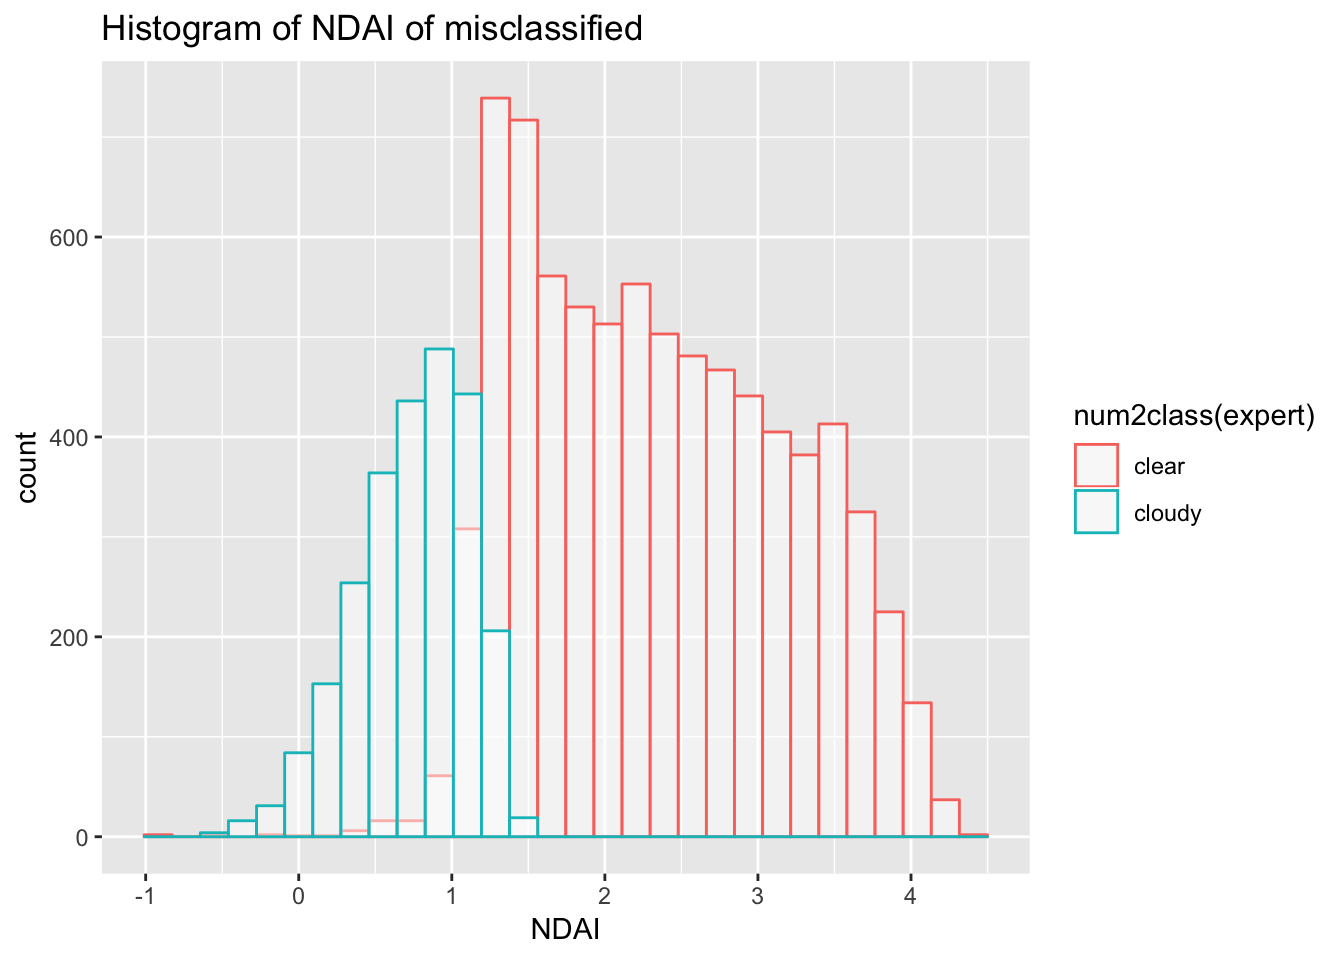 Histogram of NDAI of misclassified
600
400
200
0
count
-1 0 1 2 3 4
NDAI
num2class(expert)
clear
cloudy